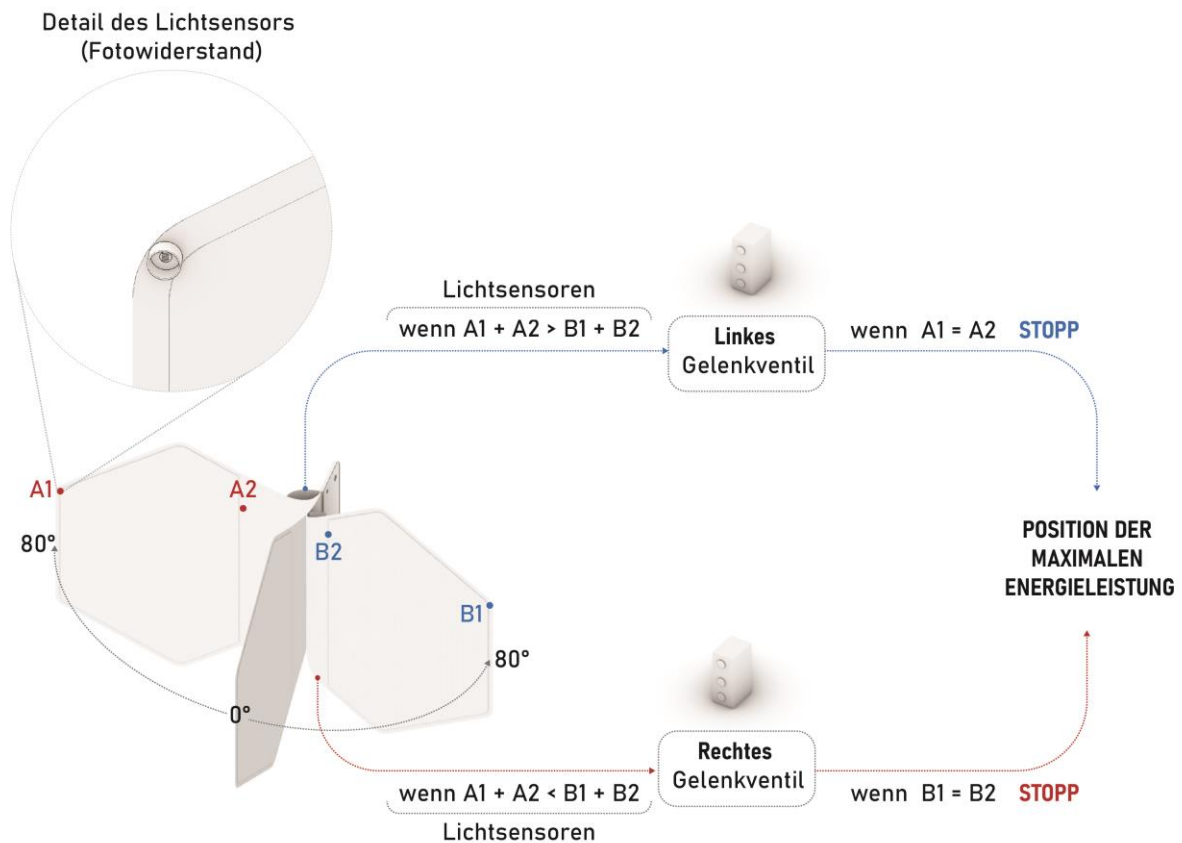 Detail des Lichtsensors
(Fotowiderstand)
Lichtsensoren
wenn A1 + A2 > B1 + B2
Linkes
Gelenkventil
wenn A1 = A2 STOPP
A1
A2
80°
B2
B1
80°
0°
POSITION DER
MAXIMALEN
ENERGIELEISTUNG
Rechtes
Gelenkventil
wenn A1 + A2 < B1 + B2
Lichtsensoren
wenn B1 = B2 STOPP